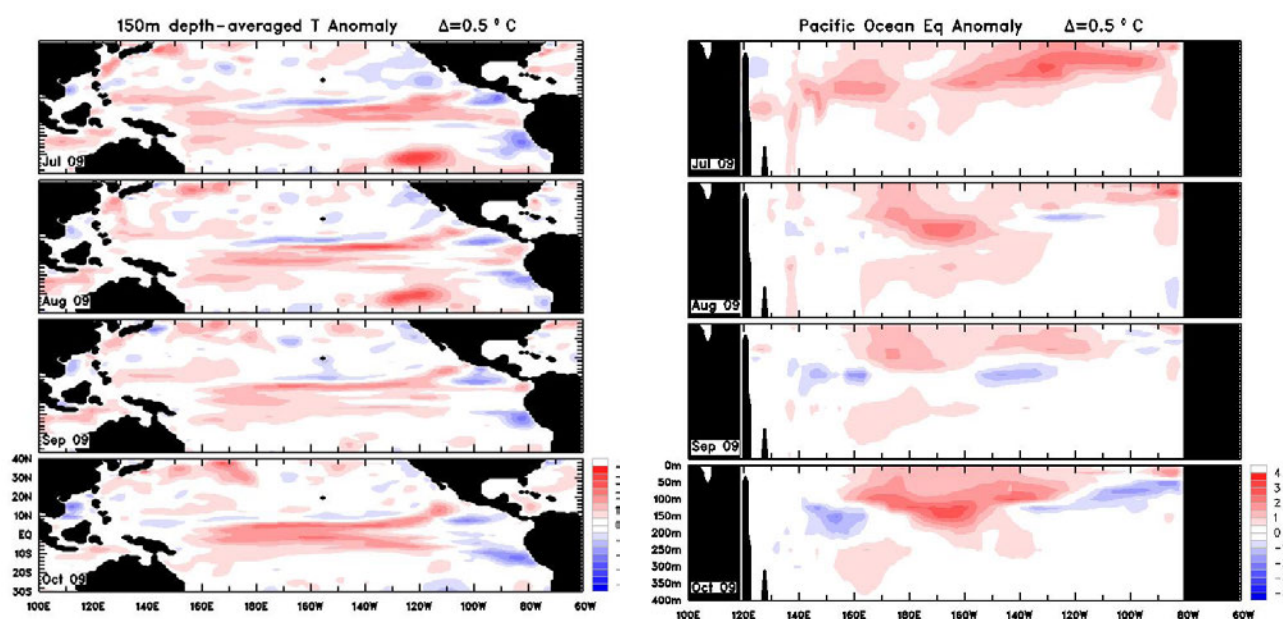 150m depth-averaged T Anomaly Δ=0.5 ° C
Jul 09
Aug 09
Sep 09
40N
30N
20N
10N
EQ
10S
20S
30S
Oct 09
100E 120E 140E 160E 180E 160W 140W 120W 100W 80W 60W
Pacific Ocean Eq Anomaly Δ=0.5 ° C
Jul 09
Aug 09
Sep 09
0m
50m
100m
150m
200m
250m
300m
350m
400m
Oct 09
100E 120E 140E 160E 180E 160W 140W 120W 100W 80W 60W
4
3
2
1
0